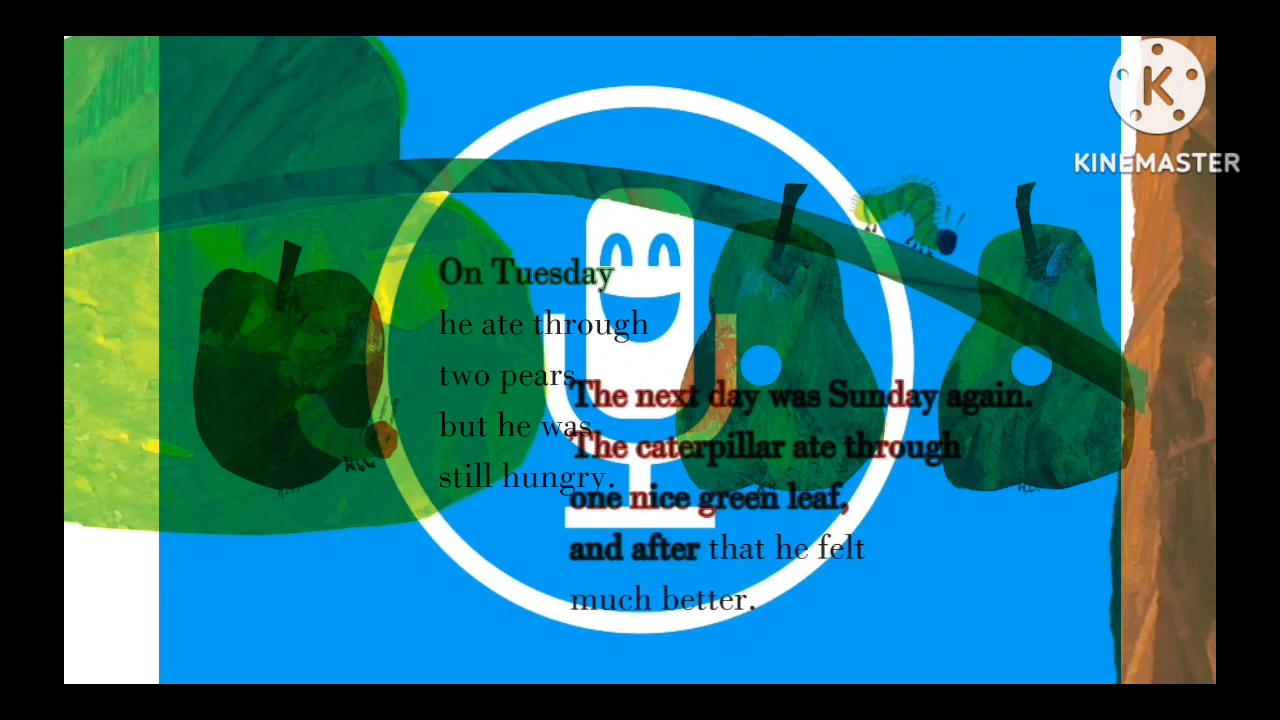 K
KINEMASTER
On Tuesday
he ate through
two pears,
but he was
still hungry.
The next day was Sunday again.
The caterpillar ate through
one nice green leaf,
and after that he felt
much better.